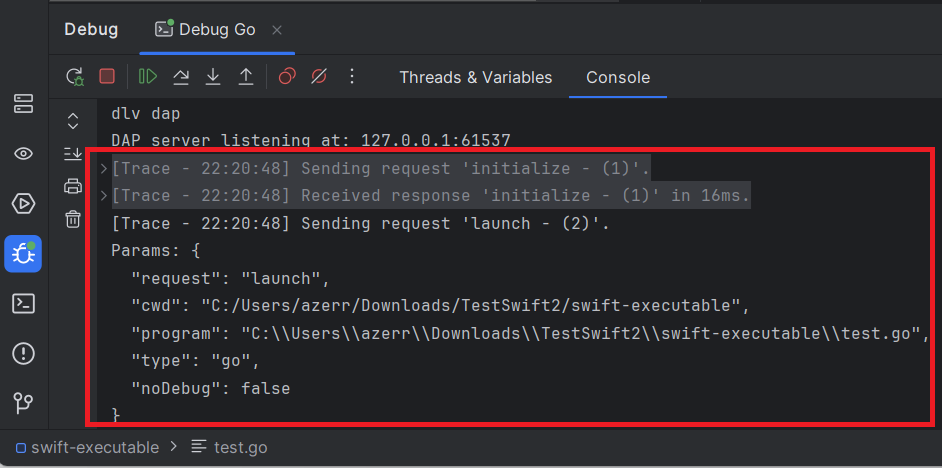 Debug
Debug Go
Threads & Variables
Console
dlv dap
DAP server listening at: 127.0.0.1:61537
[Trace - 22:20:48] Sending request 'initialize - (1)'.
[Trace - 22:20:48] Received response 'initialize - (1)' in 16ms.
[Trace - 22:20:48] Sending request 'launch - (2)'.
Params: {
  "request": "launch",
  "cwd": "C:/Users/azerr/Downloads/TestSwift2/swift-executable",
  "program": "C:\\Users\\azerr\\Downloads\\TestSwift2\\swift-executable\\test.go",
  "type": "go",
  "noDebug": false
}
swift-executable > test.go